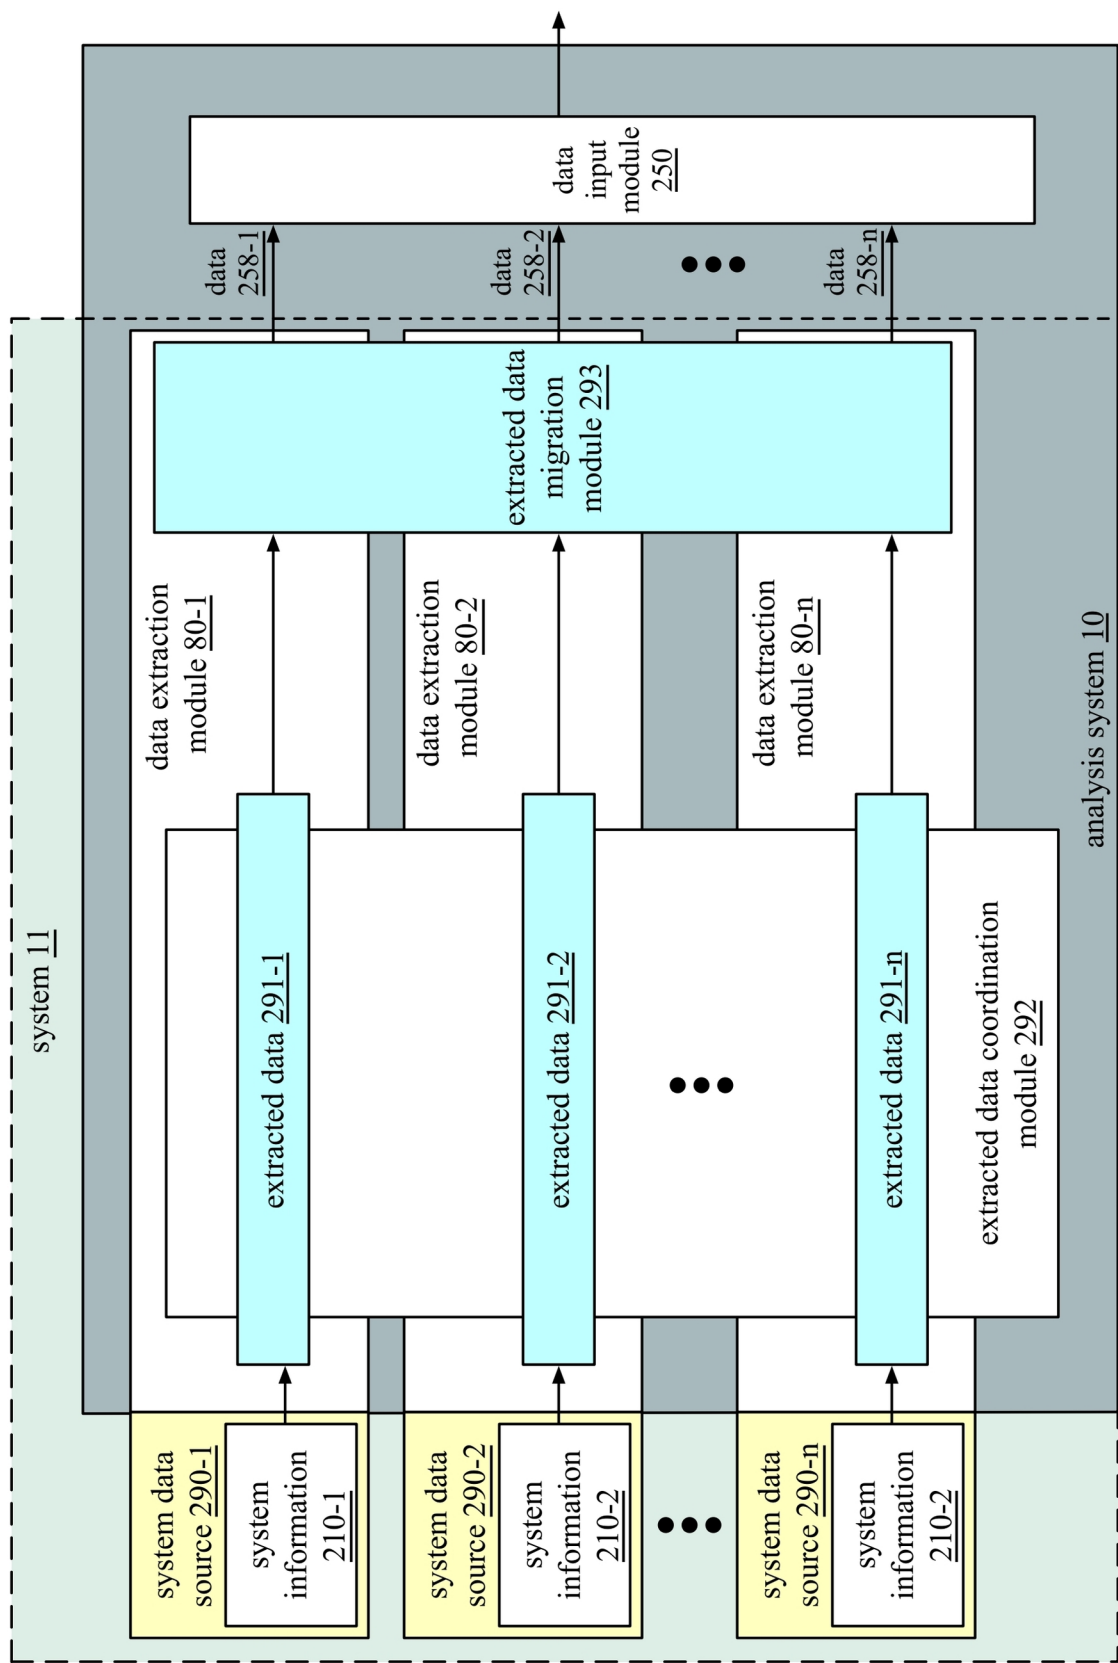 system 11
system data
source 290-1
system
information
210-1
extracted data 291-1
data extraction
module 80-1
data
258-1
system data
source 290-2
system
information
210-2
extracted data 291-2
data extraction
module 80-2
extracted data
migration
module 293
data
258-2
data
input
module
250
system data
source 290-n
system
information
210-2
extracted data 291-n
data extraction
module 80-n
data
258-n
extracted data coordination
module 292
analysis system 10